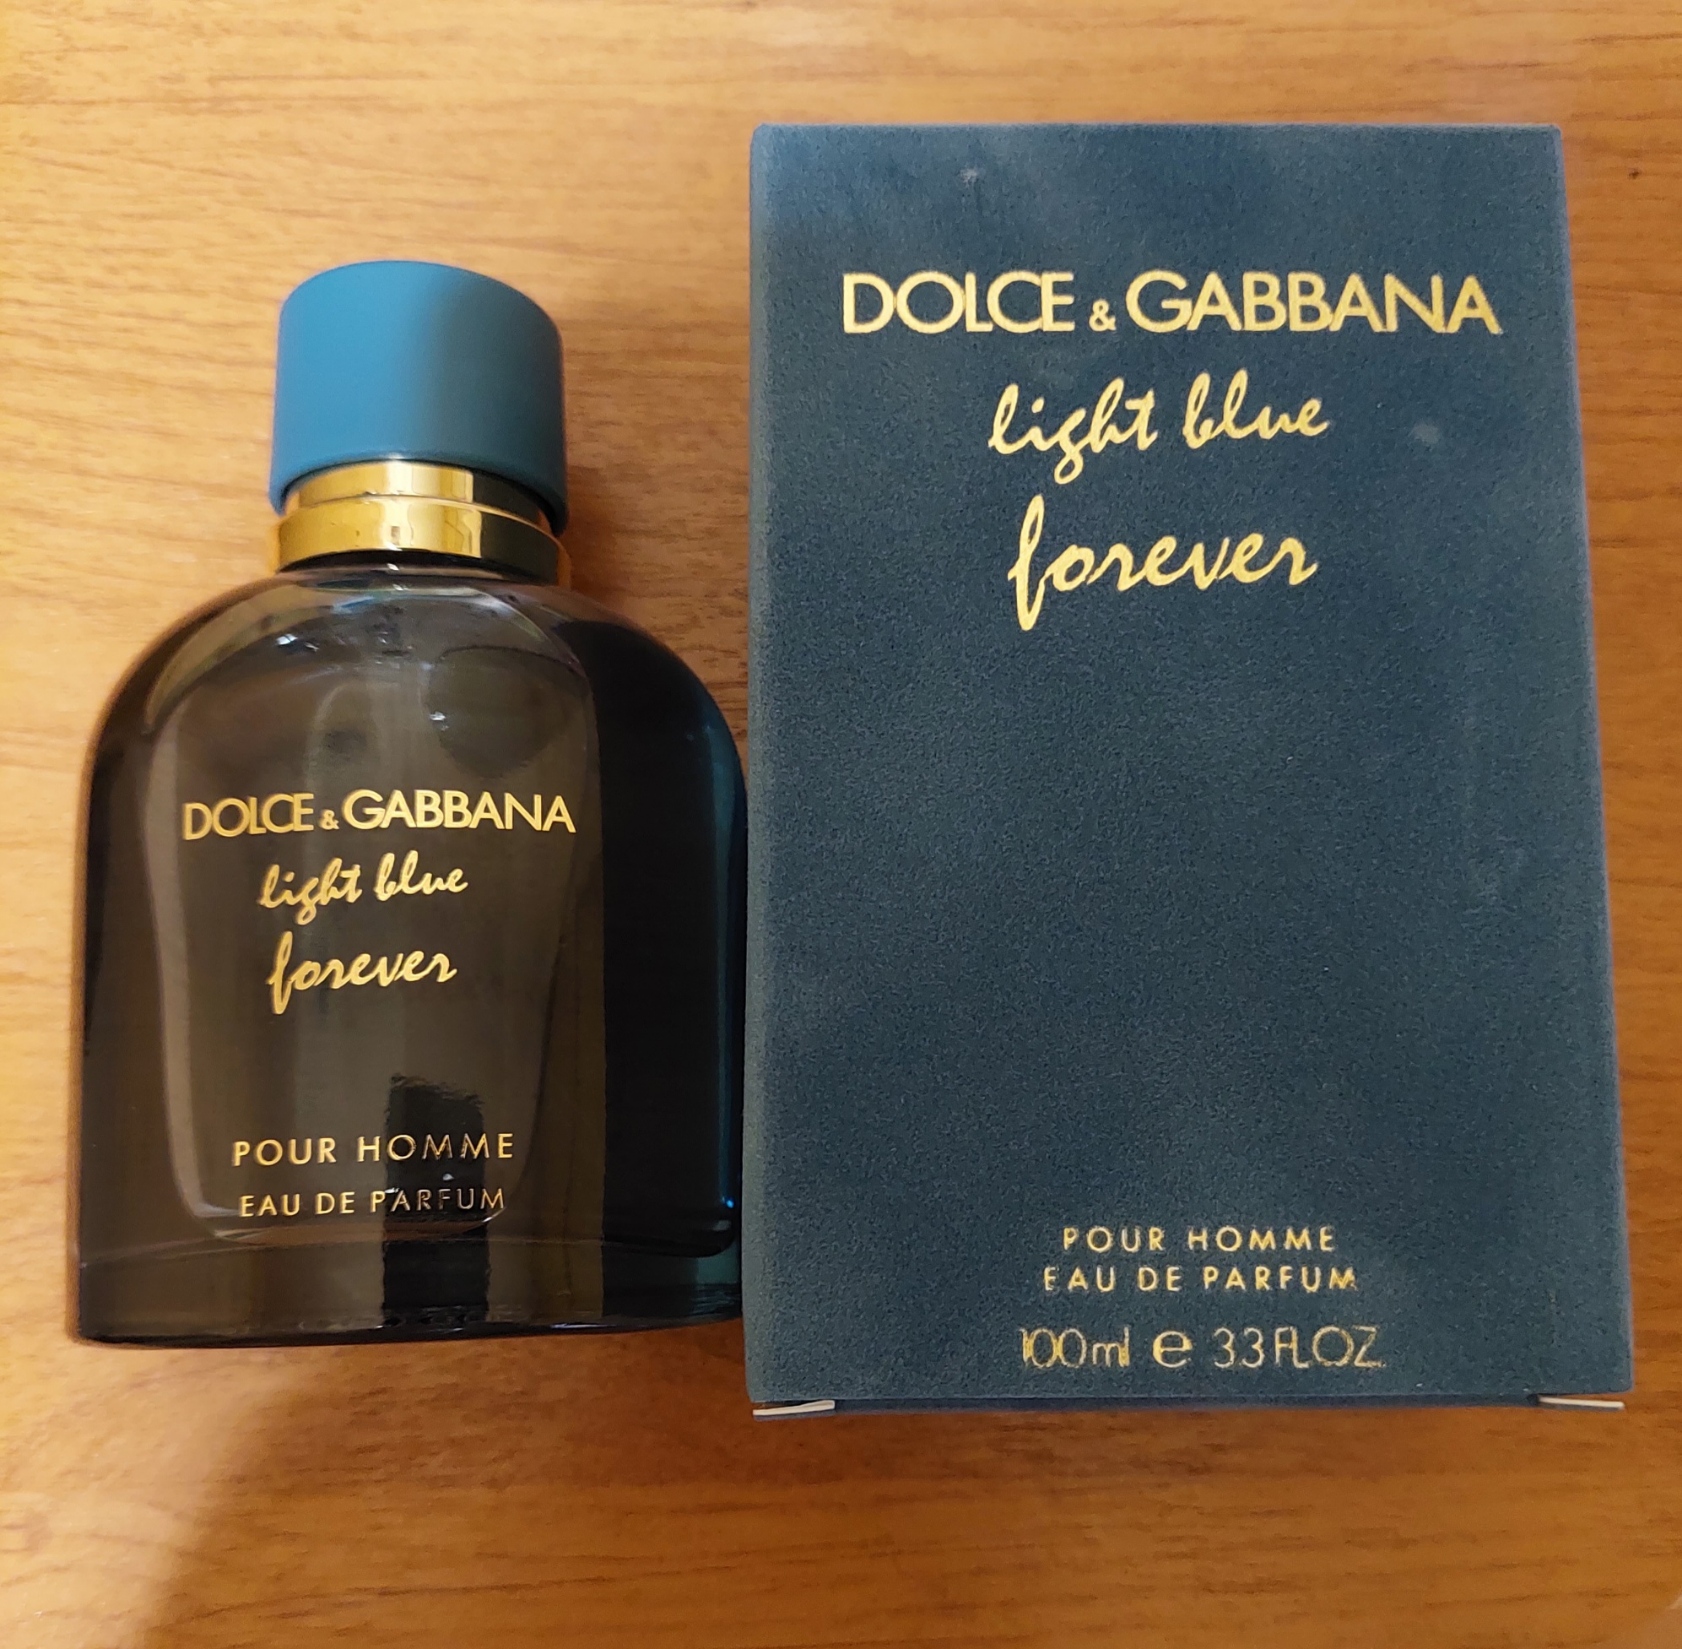 DOLCE & GABBANA
light blue
forever
POUR HOMME
EAU DE PARFUM
DOLCE & GABBANA
light blue
forever
POUR HOMME
EAU DE PARFUM
100ml e 3.3 FL.OZ.